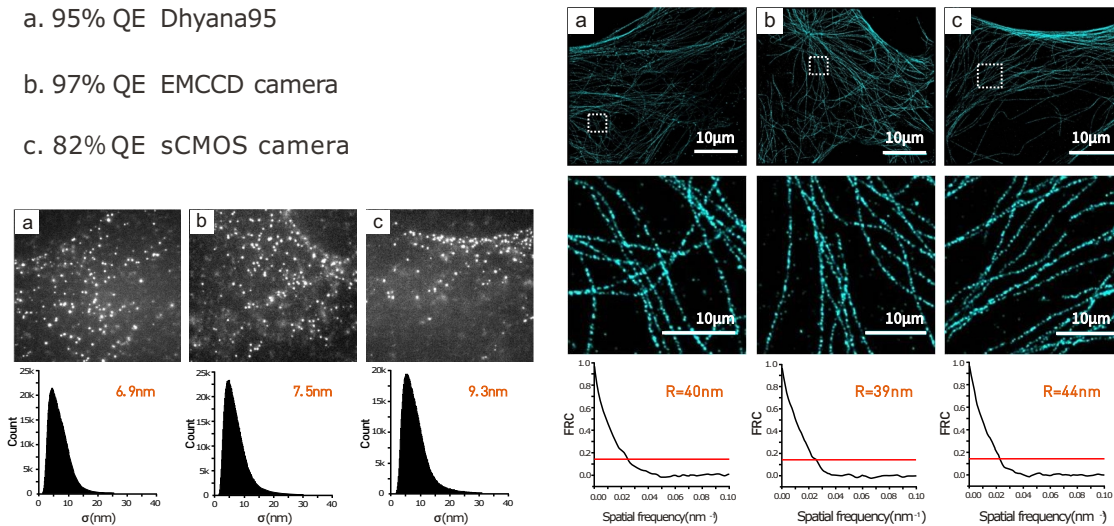 a. 95% QE Dhyana95
b. 97% QE EMCCD camera
c. 82% QE sCMOS camera
a
b
c
25k
20k
15k
10k
5k
0
Count
6.9nm
0 10 20 30 40
σ(nm)
25k
20k
15k
10k
5k
0
7.5nm
0 10 20 30 40
σ(nm)
20k
15k
10k
5k
0
Count
9.3nm
0 10 20 30 40
σ(nm)
a
10μm
b
10μm
c
10μm
10μm
10μm
10μm
1.0
0.8
0.6
0.4
0.2
0.0
FRC
R=40nm
0.00 0.02 0.04 0.06 0.08 0.10
Spatial frequency(nm⁻¹)
1.0
0.8
0.6
0.4
0.2
0.0
FRC
R=39nm
0.00 0.02 0.04 0.06 0.08 0.10
Spatial frequency(nm⁻¹)
1.0
0.8
0.6
0.4
0.2
0.0
FRC
R=44nm
0.00 0.02 0.04 0.06 0.08 0.10
Spatial frequency(nm⁻¹)